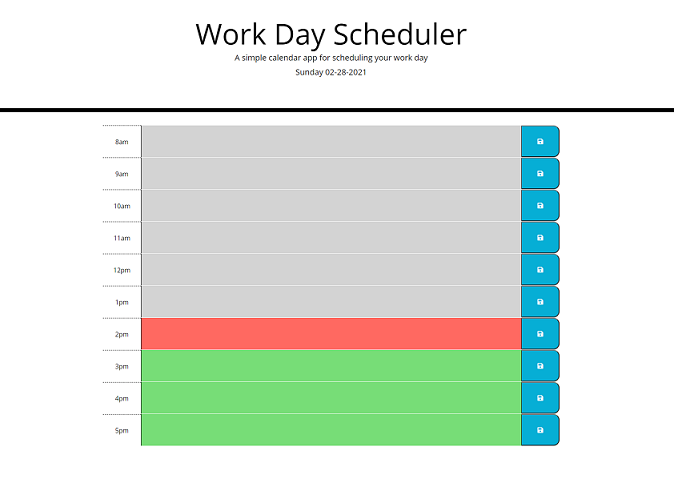 Work Day Scheduler
A simple calendar app for scheduling your work day
Sunday 02-28-2021
8am
9am
10am
11am
12pm
1pm
2pm
3pm
4pm
5pm